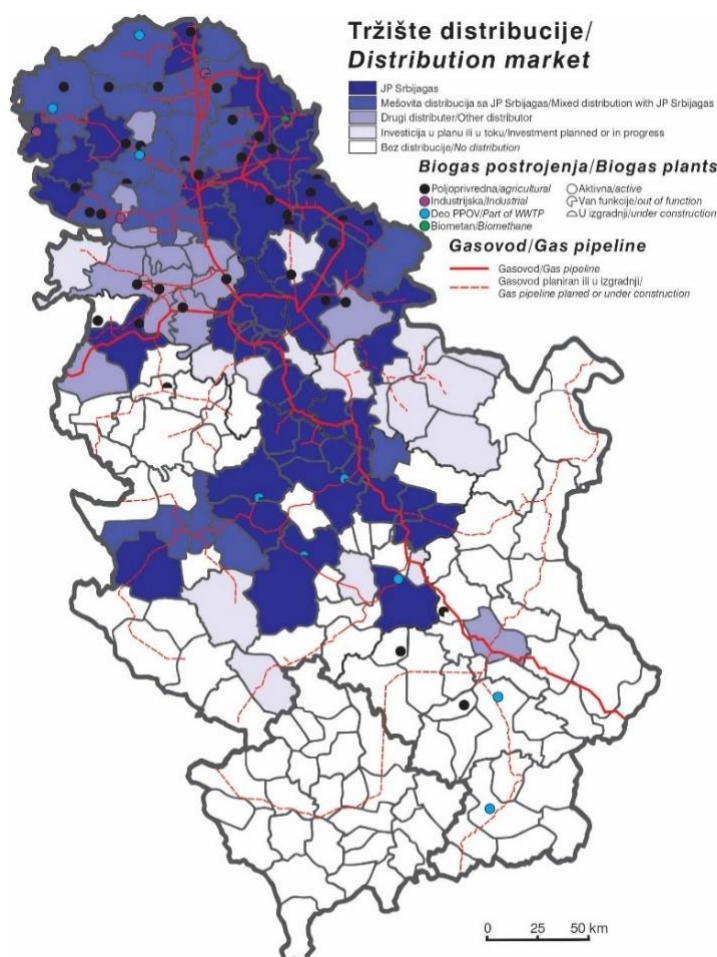 Tržište distribucije/
Distribution market
JP Srbijagas
Mešovita distribucija sa JP Srbijagas/Mixed distribution with JP Srbijagas
Drugi distributer/Other distributor
Investicija u planu ili u toku/Investment planned or in progress
Bez distribucije/No distribution
Biogas postrojenja/Biogas plants
Poljoprivredna/agricultural
Aktivna/active
Industrijska/Industrial
Van funkcije/out of function
Deo PPOV/Part of WWTP
U izgradnji/under construction
Biometan/Biomethane
Gasovod/Gas pipeline
Gasovod/Gas pipeline
Gasovod planiran ili u izgradnji/
Gas pipeline planed or under construction
0 25 50 km